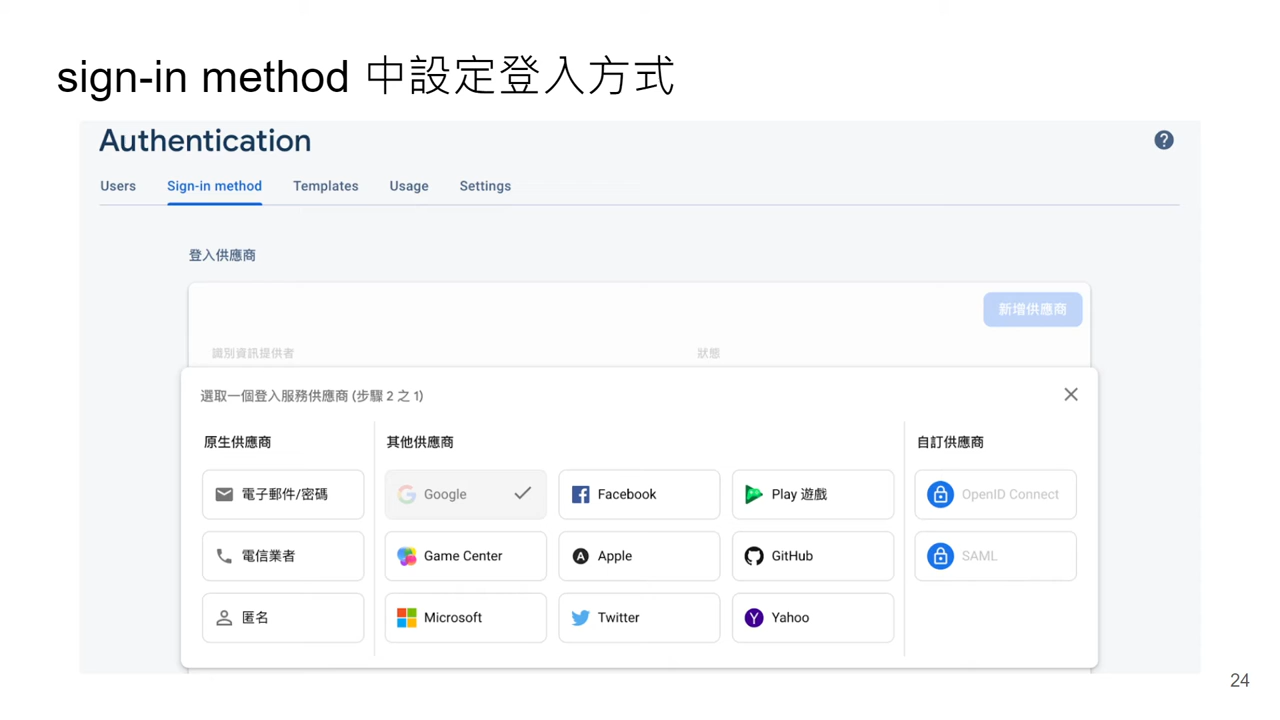 sign-in method 中設定登入方式
Authentication
Users Sign-in method Templates Usage Settings
登入供應商
新增供應商
識別資訊提供者 狀態
選取一個登入服務供應商 (步驟 2 之 1)
原生供應商 其他供應商 自訂供應商
電子郵件/密碼 Google Facebook Play 遊戲 OpenID Connect
電信業者 Game Center Apple GitHub SAML
匿名 Microsoft Twitter Yahoo
24